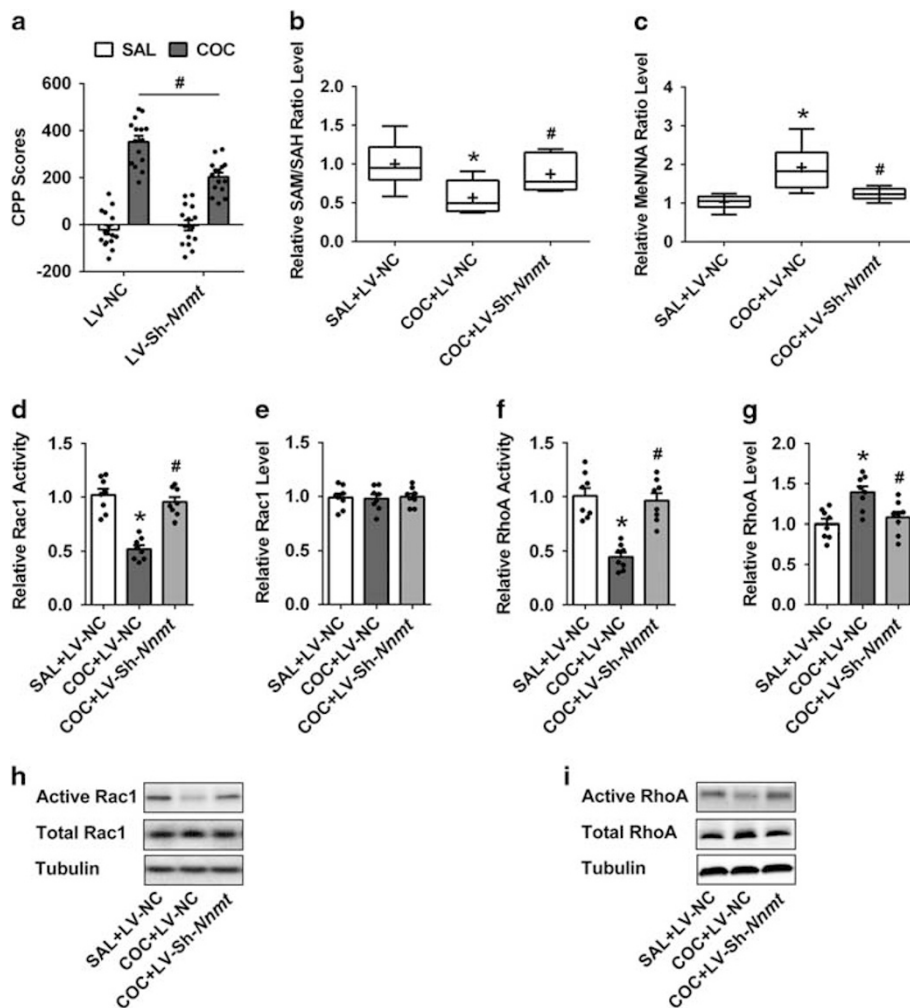 a
SAL COC
CPP Scores
600
400
200
0
-200
#
LV-NC
LV-Sh-Nnmt
b
Relative SAM/SAH Ratio Level
2.0
1.5
1.0
0.5
0.0
*
#
SAL+LV-NC
COC+LV-NC
COC+LV-Sh-Nnmt
c
Relative MeN/NA Ratio Level
4
3
2
1
0
*
#
SAL+LV-NC
COC+LV-NC
COC+LV-Sh-Nnmt
d
Relative Rac1 Activity
1.5
1.0
0.5
0.0
*
#
SAL+LV-NC
COC+LV-NC
COC+LV-Sh-Nnmt
e
Relative Rac1 Level
1.5
1.0
0.5
0.0
SAL+LV-NC
COC+LV-NC
COC+LV-Sh-Nnmt
f
Relative RhoA Activity
1.5
1.0
0.5
0.0
*
#
SAL+LV-NC
COC+LV-NC
COC+LV-Sh-Nnmt
g
Relative RhoA Level
2.0
1.5
1.0
0.5
0.0
*
#
SAL+LV-NC
COC+LV-NC
COC+LV-Sh-Nnmt
h
Active Rac1
Total Rac1
Tubulin
SAL+LV-NC
COC+LV-NC
COC+LV-Sh-Nnmt
i
Active RhoA
Total RhoA
Tubulin
SAL+LV-NC
COC+LV-NC
COC+LV-Sh-Nnmt